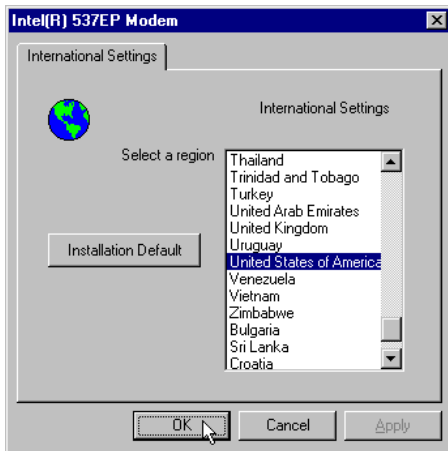 Intel(R) 537EP Modem
International Settings
International Settings
Select a region
Thailand
Trinidad and Tobago
Turkey
United Arab Emirates
United Kingdom
Uruguay
United States of America
Venezuela
Vietnam
Zimbabwe
Bulgaria
Sri Lanka
Croatia
Installation Default
OK
Cancel
Apply